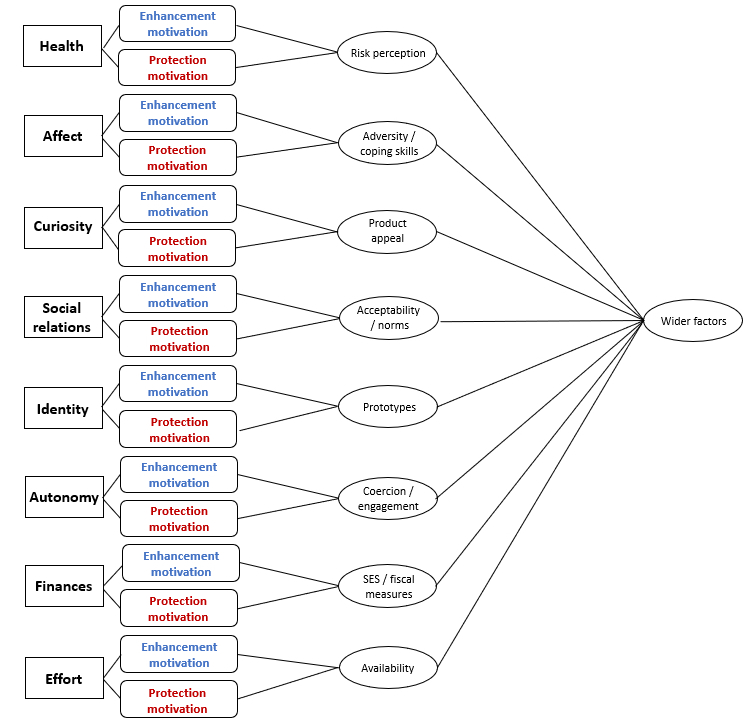 Health
Enhancement
motivation
Protection
motivation
Risk perception
Affect
Enhancement
motivation
Protection
motivation
Adversity /
coping skills
Curiosity
Enhancement
motivation
Protection
motivation
Product
appeal
Social
relations
Enhancement
motivation
Protection
motivation
Acceptability
/ norms
Wider factors
Identity
Enhancement
motivation
Protection
motivation
Prototypes
Autonomy
Enhancement
motivation
Protection
motivation
Coercion /
engagement
Finances
Enhancement
motivation
Protection
motivation
SES / fiscal
measures
Effort
Enhancement
motivation
Protection
motivation
Availability